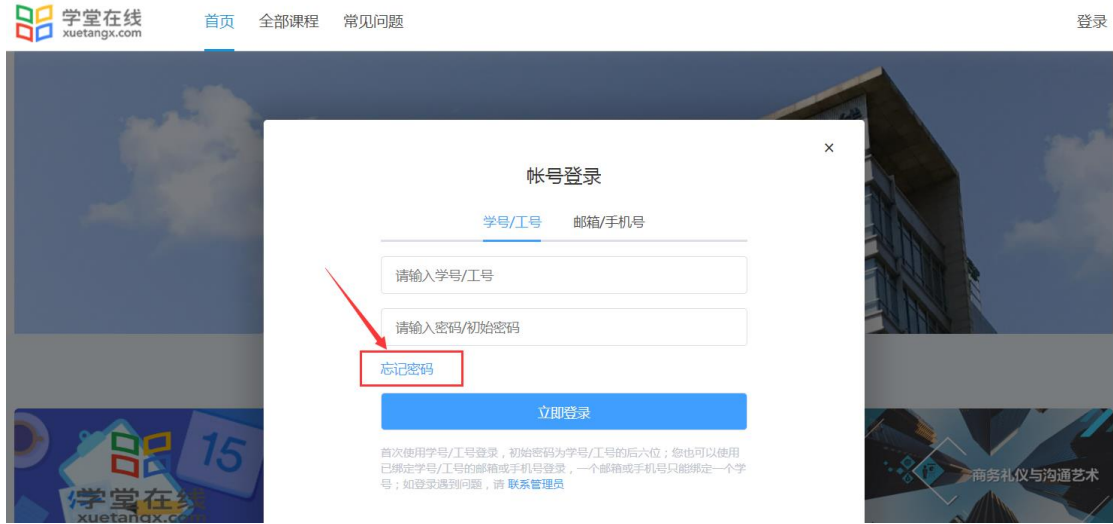 学堂在线
xuetangx.com
首页 全部课程 常见问题
登录
×
帐号登录
学号/工号 邮箱/手机号
请输入学号/工号
请输入密码/初始密码
忘记密码
立即登录
首次使用学号/工号登录，初始密码为学号/工号的后六位；您也可以使用
已绑定学号/工号的邮箱或手机号登录，一个邮箱或手机号只能绑定一个学
号；如登录遇到问题，请 联系管理员
15
学堂在线
xuetangx.com
商务礼仪与沟通艺术